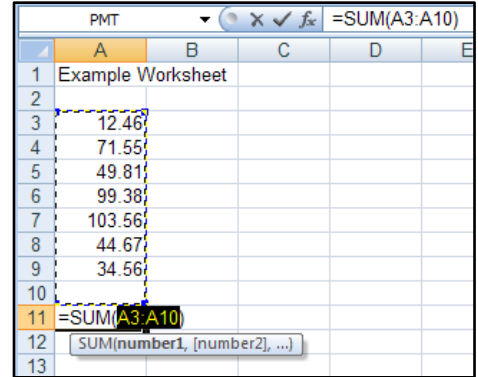 PMT fx =SUM(A3:A10)
A B C D E
1 Example Worksheet
2
3 12.46
4 71.55
5 49.81
6 99.38
7 103.56
8 44.67
9 34.56
10
11 =SUM(A3:A10)
12 SUM(number1, [number2], ...)
13